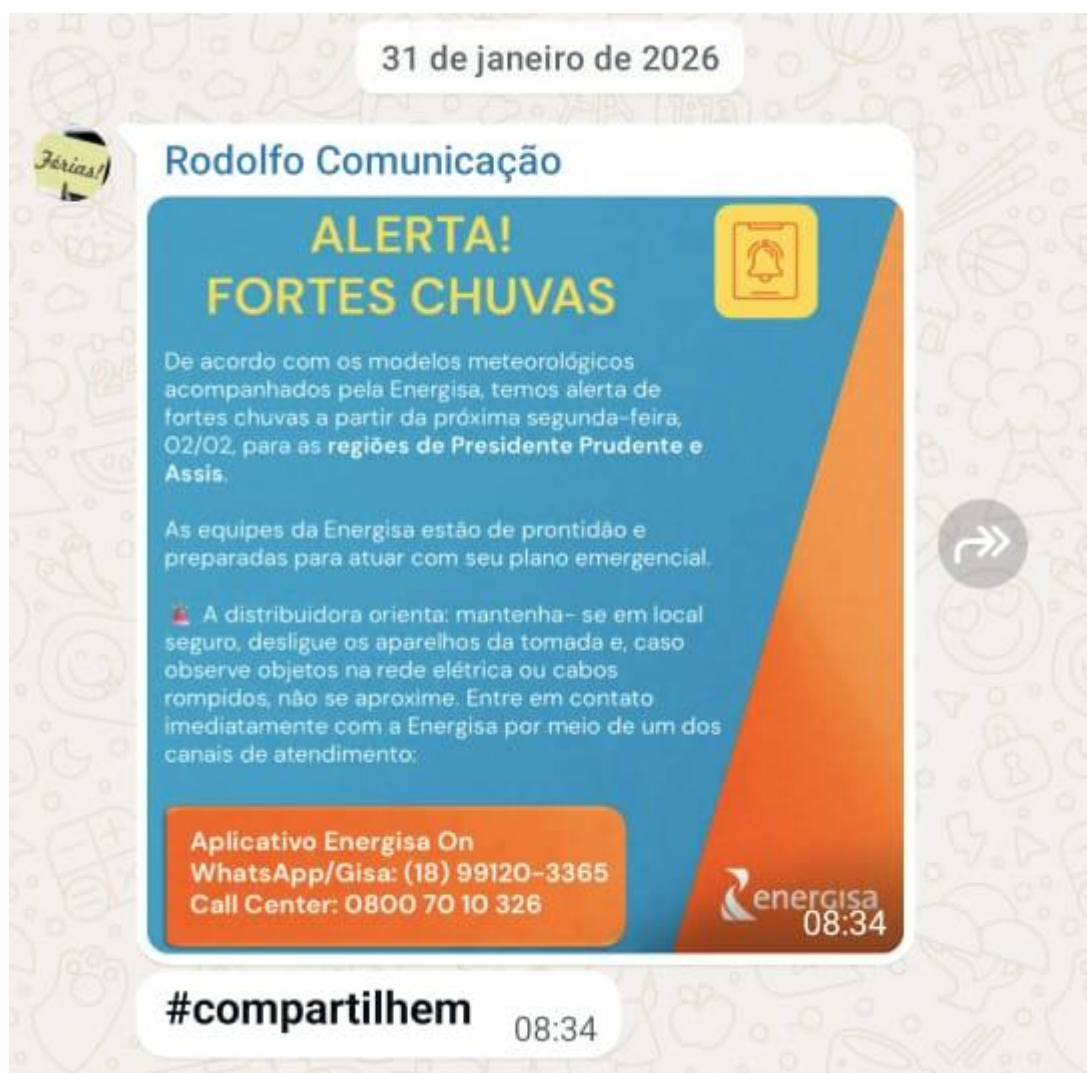 31 de janeiro de 2026
Férias!
Rodolfo Comunicação
ALERTA!
FORTES CHUVAS
De acordo com os modelos meteorológicos
acompanhados pela Energisa, temos alerta de
fortes chuvas a partir da próxima segunda-feira,
02/02, para as regiões de Presidente Prudente e
Assis.
As equipes da Energisa estão de prontidão e
preparadas para atuar com seu plano emergencial.
A distribuidora orienta: mantenha- se em local
seguro, desligue os aparelhos da tomada e, caso
observe objetos na rede elétrica ou cabos
rompidos, não se aproxime. Entre em contato
imediatamente com a Energisa por meio de um dos
canais de atendimento:
Aplicativo Energisa On
WhatsApp/Gisa: (18) 99120-3365
Call Center: 0800 70 10 326
energisa
08:34
#compartilhem
08:34